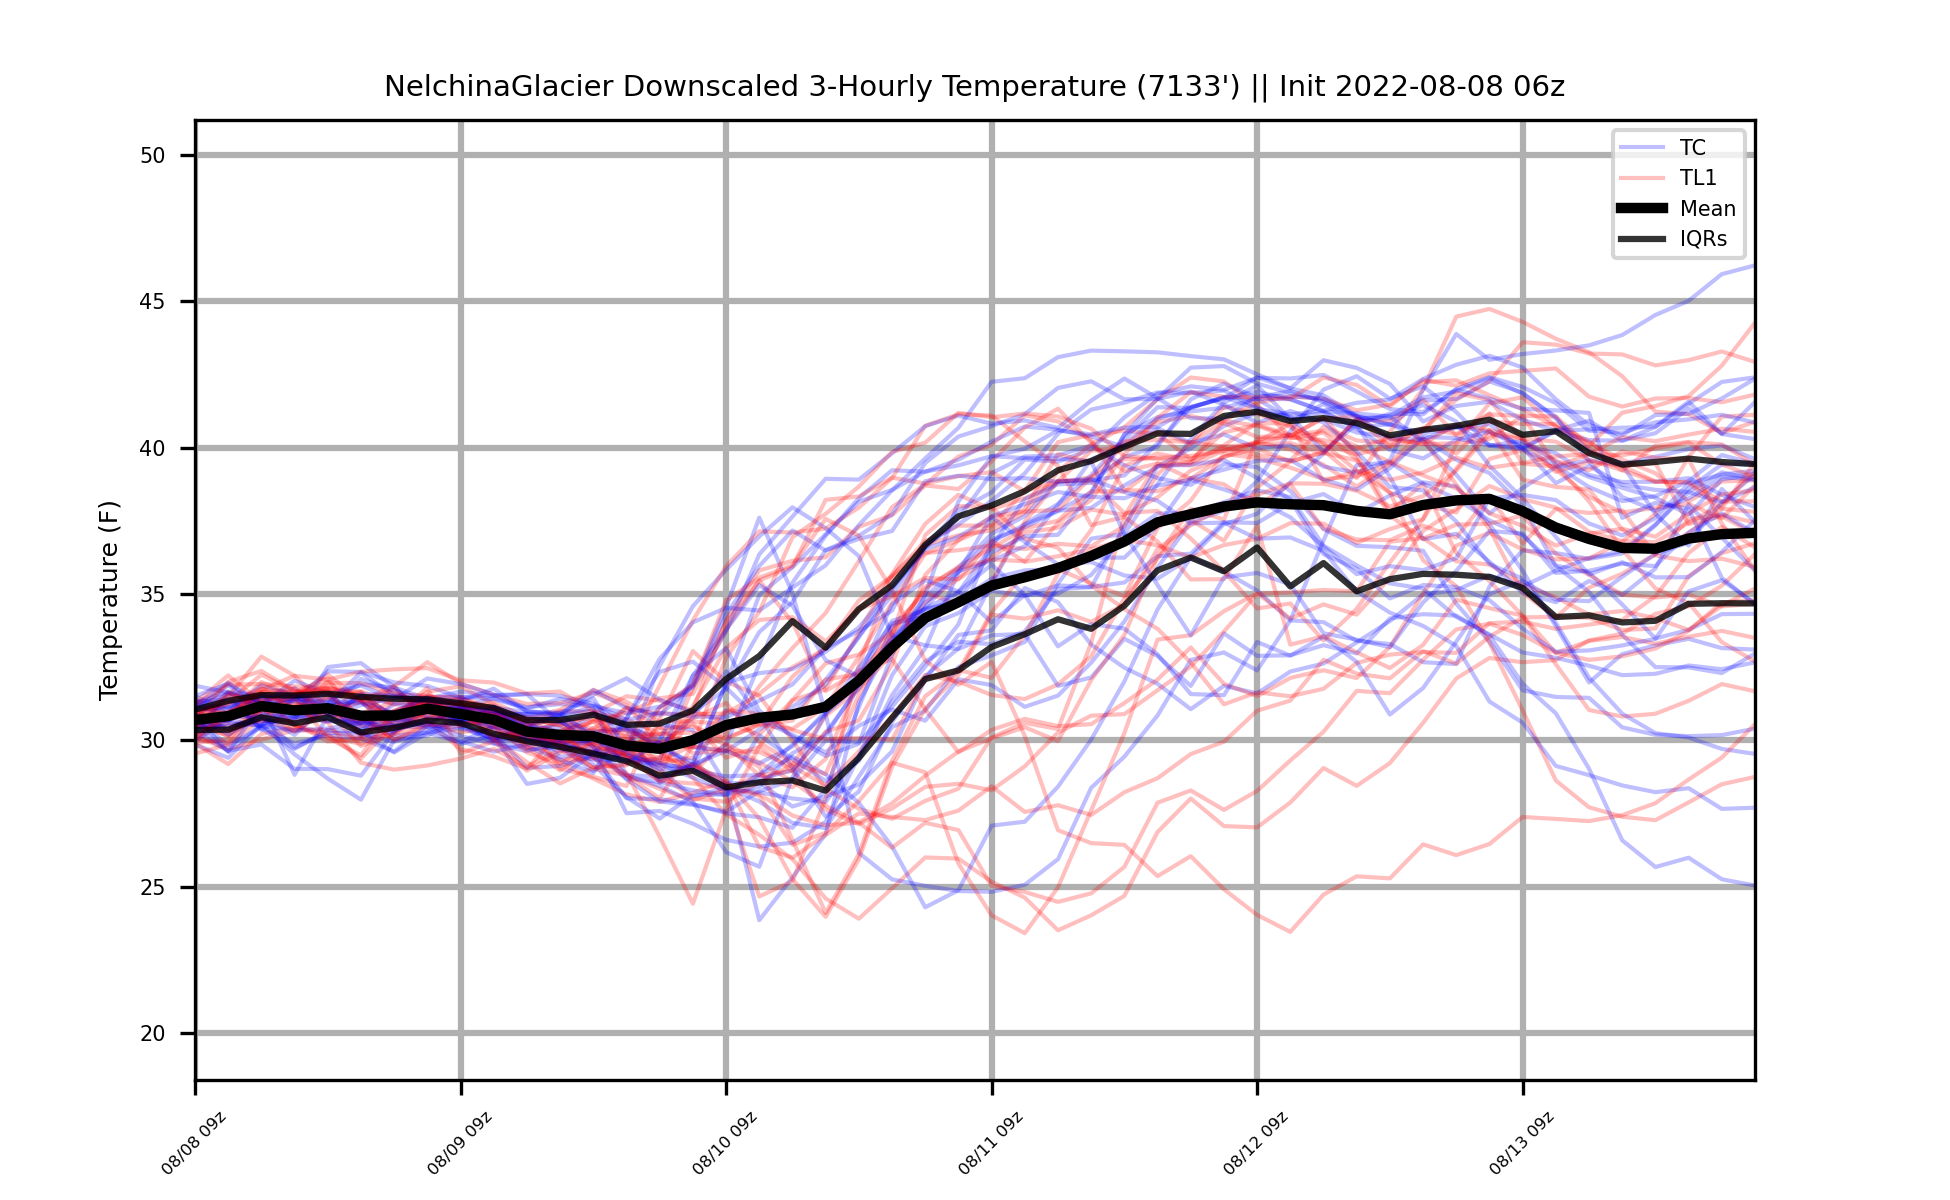 NelchinaGlacier Downscaled 3-Hourly Temperature (7133') || Init 2022-08-08 06z
TC
TL1
Mean
IQRs
Temperature (F)
50
45
40
35
30
25
20
08/08 09z
08/09 09z
08/10 09z
08/11 09z
08/12 09z
08/13 09z